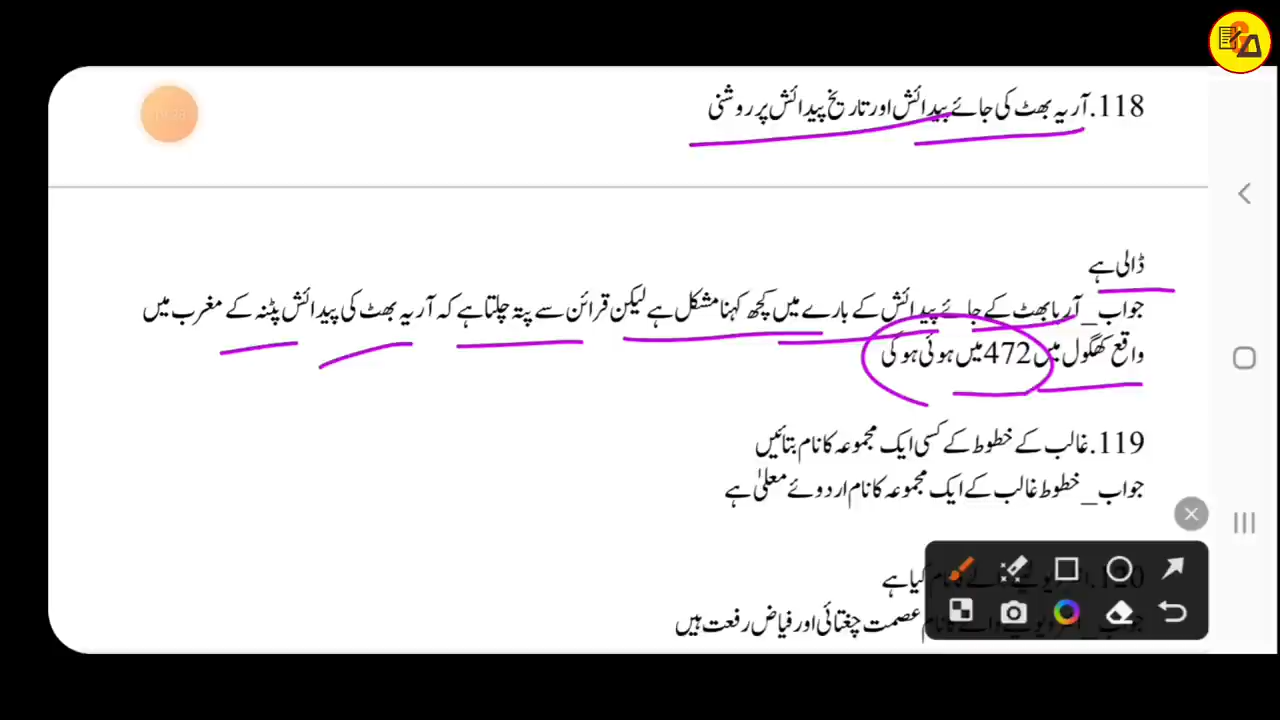 118.آریہ بھٹ کی جائے پیدائش اور تاریخ پیدائش پر روشنی
ڈالی ہے
جواب_ آریا بھٹ کے جائے پیدائش کے بارے میں کچھ کہنا مشکل ہے لیکن قرائن سے پتہ چلتا ہے کہ آریہ بھٹ کی پیدائش پٹنہ کے مغرب میں
واقع کھگول میں 472 میں ہوئی ہوگی
119.غالب کے خطوط کے کسی ایک مجموعہ کا نام بتائیں
جواب_ خطوط غالب کے ایک مجموعہ کا نام اردوئے معلیٰ ہے
کیا ہے
عصمت چغتائی اور فیاض رفعت ہیں